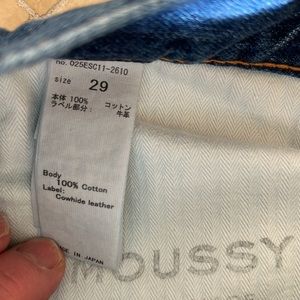 no. 025ESC11-2610
size 29
本体 100% コットン
ラベル部分: 牛革
Body
100% Cotton
Label:
Cowhide leather
MADE IN JAPAN
MOUSSY